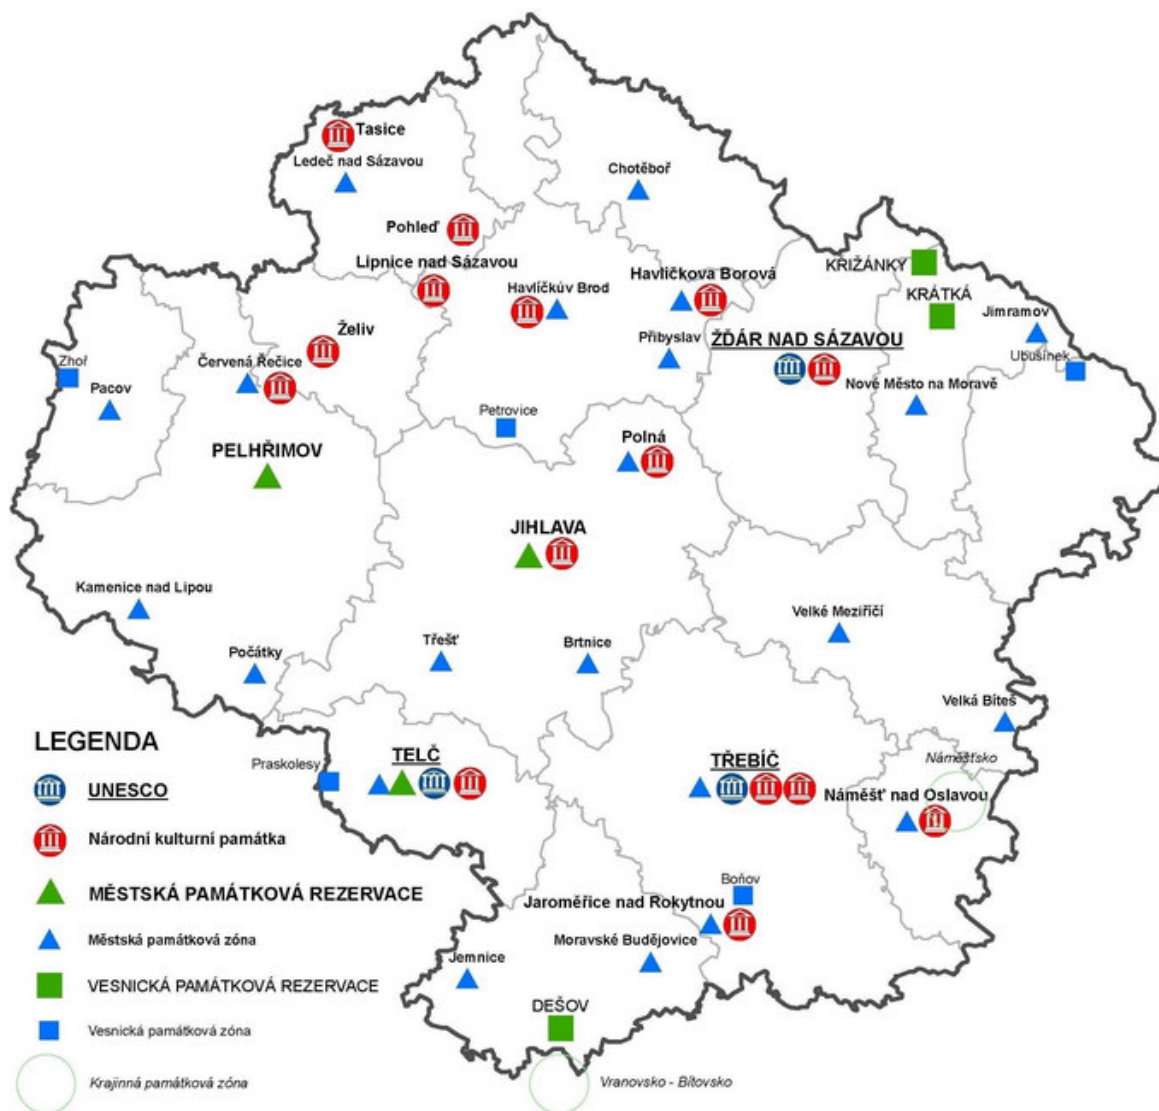 Tasice
Ledeč nad Sázavou
Chotěboř
Pohleď
Lipnice nad Sázavou
Havlíčkova Borová
KRIŽÁNKY
Havlíčkův Brod
KRÁTKÁ
Jimramov
Želiv
Přibyslav
ŽĎÁR NAD SÁZAVOU
Ubušínek
Zhoř
Červená Řečice
Pacov
Nové Město na Moravě
Petrovice
PELHŘIMOV
Polná
JIHLAVA
Kamenice nad Lipou
Velké Meziříčí
Počátky
Třešť
Brtnice
Velká Bíteš
LEGENDA
Praskolesy
TELČ
TŘEBÍČ
Náměšťsko
UNESCO
Náměšť nad Oslavou
Národní kulturní památka
MĚSTSKÁ PAMÁTKOVÁ REZERVACE
Boňov
Jaroměřice nad Rokytnou
Městská památková zóna
Moravské Budějovice
Jemnice
VESNICKÁ PAMÁTKOVÁ REZERVACE
DEŠOV
Vesnická památková zóna
Krajinná památková zóna
Vranovsko - Bítovsko